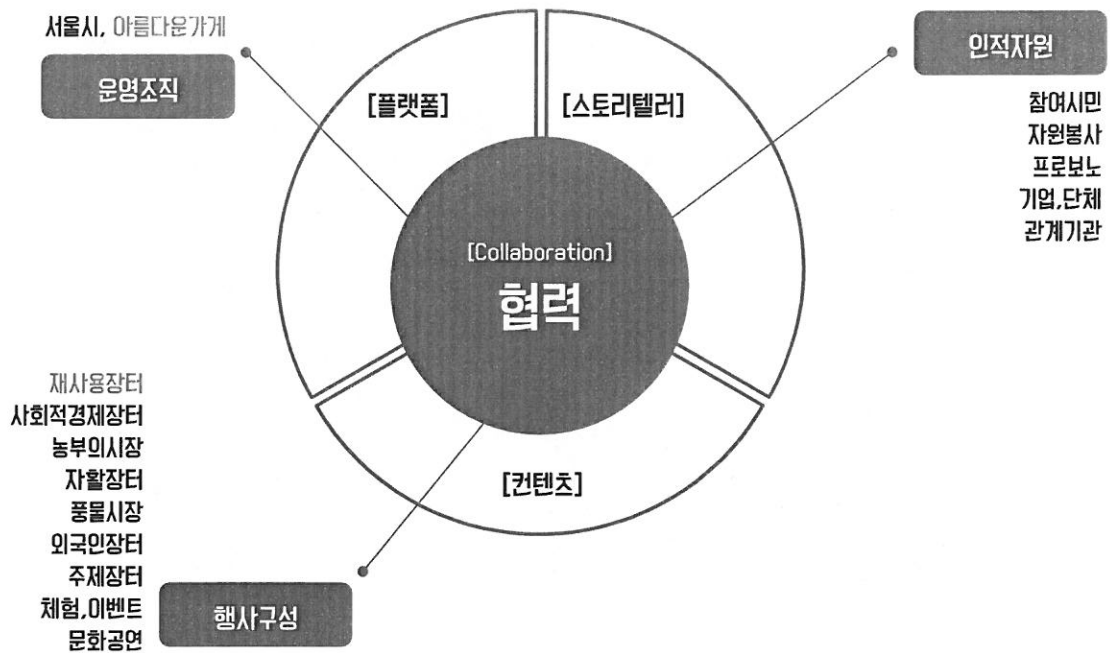 서울시, 아름다운가게
운영조직
[플랫폼]
[스토리텔러]
인적자원
참여시민
자원봉사
프로보노
기업,단체
관계기관
[Collaboration]
협력
[컨텐츠]
재사용장터
사회적경제장터
농부의시장
자활장터
풍물시장
외국인장터
주제장터
체험,이벤트
문화공연
행사구성